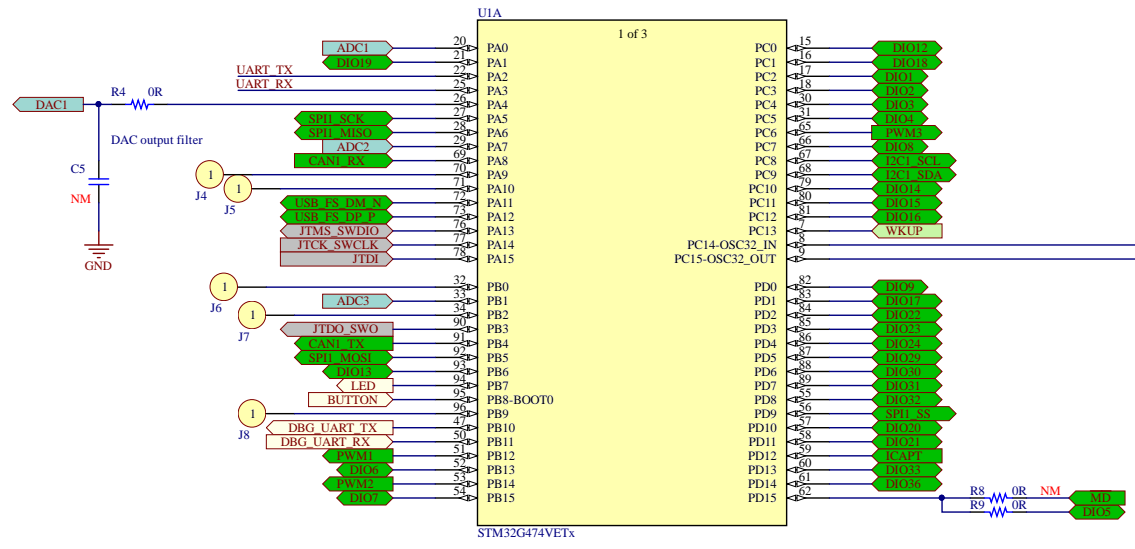 U1A
1 of 3
ADC1 20 PA0 PC0 15 DIO12
DIO19 21 PA1 PC1 16 DIO18
UART_TX 22 PA2 PC2 17 DIO1
UART_RX 25 PA3 PC3 18 DIO2
DAC1 R4 0R 26 PA4 PC4 30 DIO3
SPI1_SCK 27 PA5 PC5 31 DIO4
SPI1_MISO 28 PA6 PC6 65 PWM3
DAC output filter
ADC2 29 PA7 PC7 66 DIO8
CAN1_RX 69 PA8 PC8 67 I2C1_SCL
C5
NM
GND
J4 1 70 PA9 PC9 68 I2C1_SDA
J5 1 71 PA10 PC10 79 DIO14
USB_FS_DM_N 72 PA11 PC11 80 DIO15
USB_FS_DP_P 73 PA12 PC12 81 DIO16
JTMS_SWDIO 76 PA13 PC13 7 WKUP
JTCK_SWCLK 77 PA14 PC14-OSC32_IN 8
JTDI 78 PA15 PC15-OSC32_OUT 9
J6 1 32 PB0 PD0 82 DIO9
ADC3 33 PB1 PD1 83 DIO17
J7 1 34 PB2 PD2 84 DIO22
JTDO_SWO 90 PB3 PD3 85 DIO23
CAN1_TX 91 PB4 PD4 86 DIO24
SPI1_MOSI 92 PB5 PD5 87 DIO29
DIO13 93 PB6 PD6 88 DIO30
LED 94 PB7 PD7 89 DIO31
BUTTON 95 PB8-BOOT0 PD8 55 DIO32
J8 1 96 PB9 PD9 56 SPI1_SS
DBG_UART_TX 47 PB10 PD10 57 DIO20
DBG_UART_RX 50 PB11 PD11 58 DIO21
PWM1 51 PB12 PD12 59 ICAPT
DIO6 52 PB13 PD13 60 DIO33
PWM2 53 PB14 PD14 61 DIO36
DIO7 54 PB15 PD15 62 R8 0R NM MD
R9 0R DIO5
STM32G474VETx